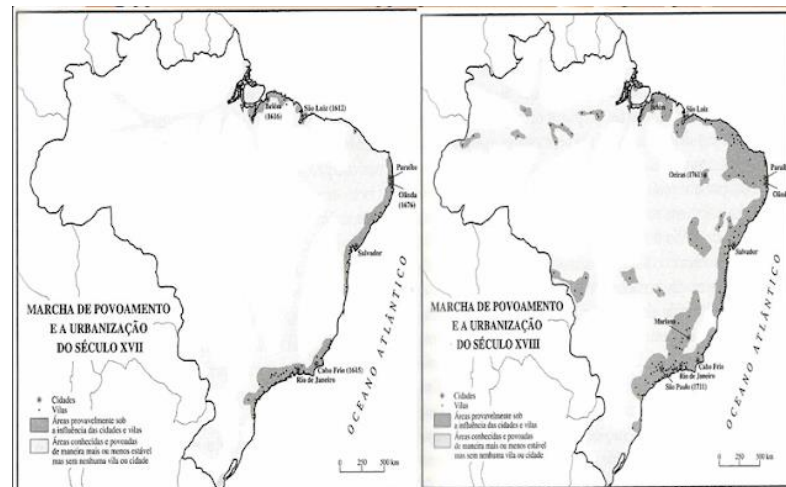 Belém
(1616)
São Luiz (1612)
Paraíba
Olinda
(1676)
Salvador
Cabo Frio (1615)
Rio de Janeiro
OCEANO ATLÂNTICO
MARCHA DE POVOAMENTO
E A URBANIZAÇÃO
DO SÉCULO XVII
Cidades
Vilas
Áreas provavelmente sob
a influência das cidades e vilas
Áreas conhecidas e povoadas
de maneira mais ou menos estável
mas sem nenhuma vila ou cidade
0 250 500 km
Belém
São Luiz
Paraíb
Olind
Oeiras (1761)
Salvador
Mariana
Cabo Frio
Rio de Janeiro
São Paulo (1711)
OCEANO ATLÂNTICO
MARCHA DE POVOAMENTO
E A URBANIZAÇÃO
DO SÉCULO XVIII
Cidades
Vilas
Áreas provavelmente sob
a influência das cidades e vilas
Áreas conhecidas e povoadas
de maneira mais ou menos estável
mas sem nenhuma vila ou cidade
0 250 500 km